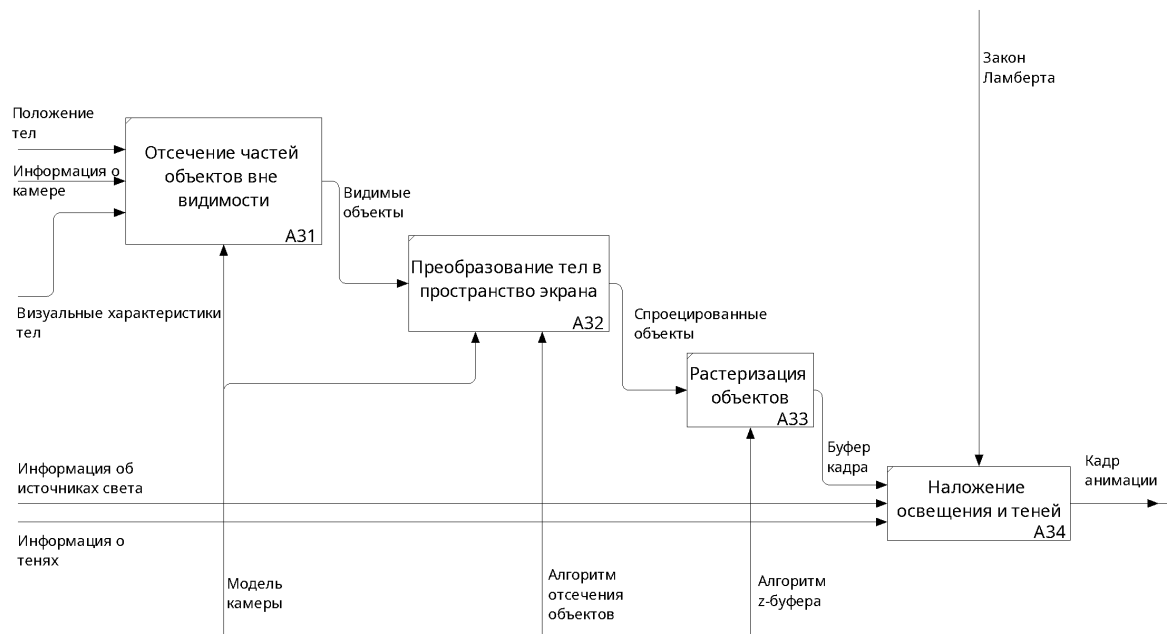 Закон
Ламберта
Положение
тел
Отсечение частей
объектов вне
видимости
A31
Информация о
камере
Видимые
объекты
Преобразование тел в
пространство экрана
A32
Визуальные характеристики
тел
Спроецированные
объекты
Растеризация
объектов
A33
Буфер
кадра
Кадр
анимации
Информация об
источниках света
Наложение
освещения и теней
A34
Информация о
тенях
Модель
камеры
Алгоритм
отсечения
объектов
Алгоритм
z-буфера